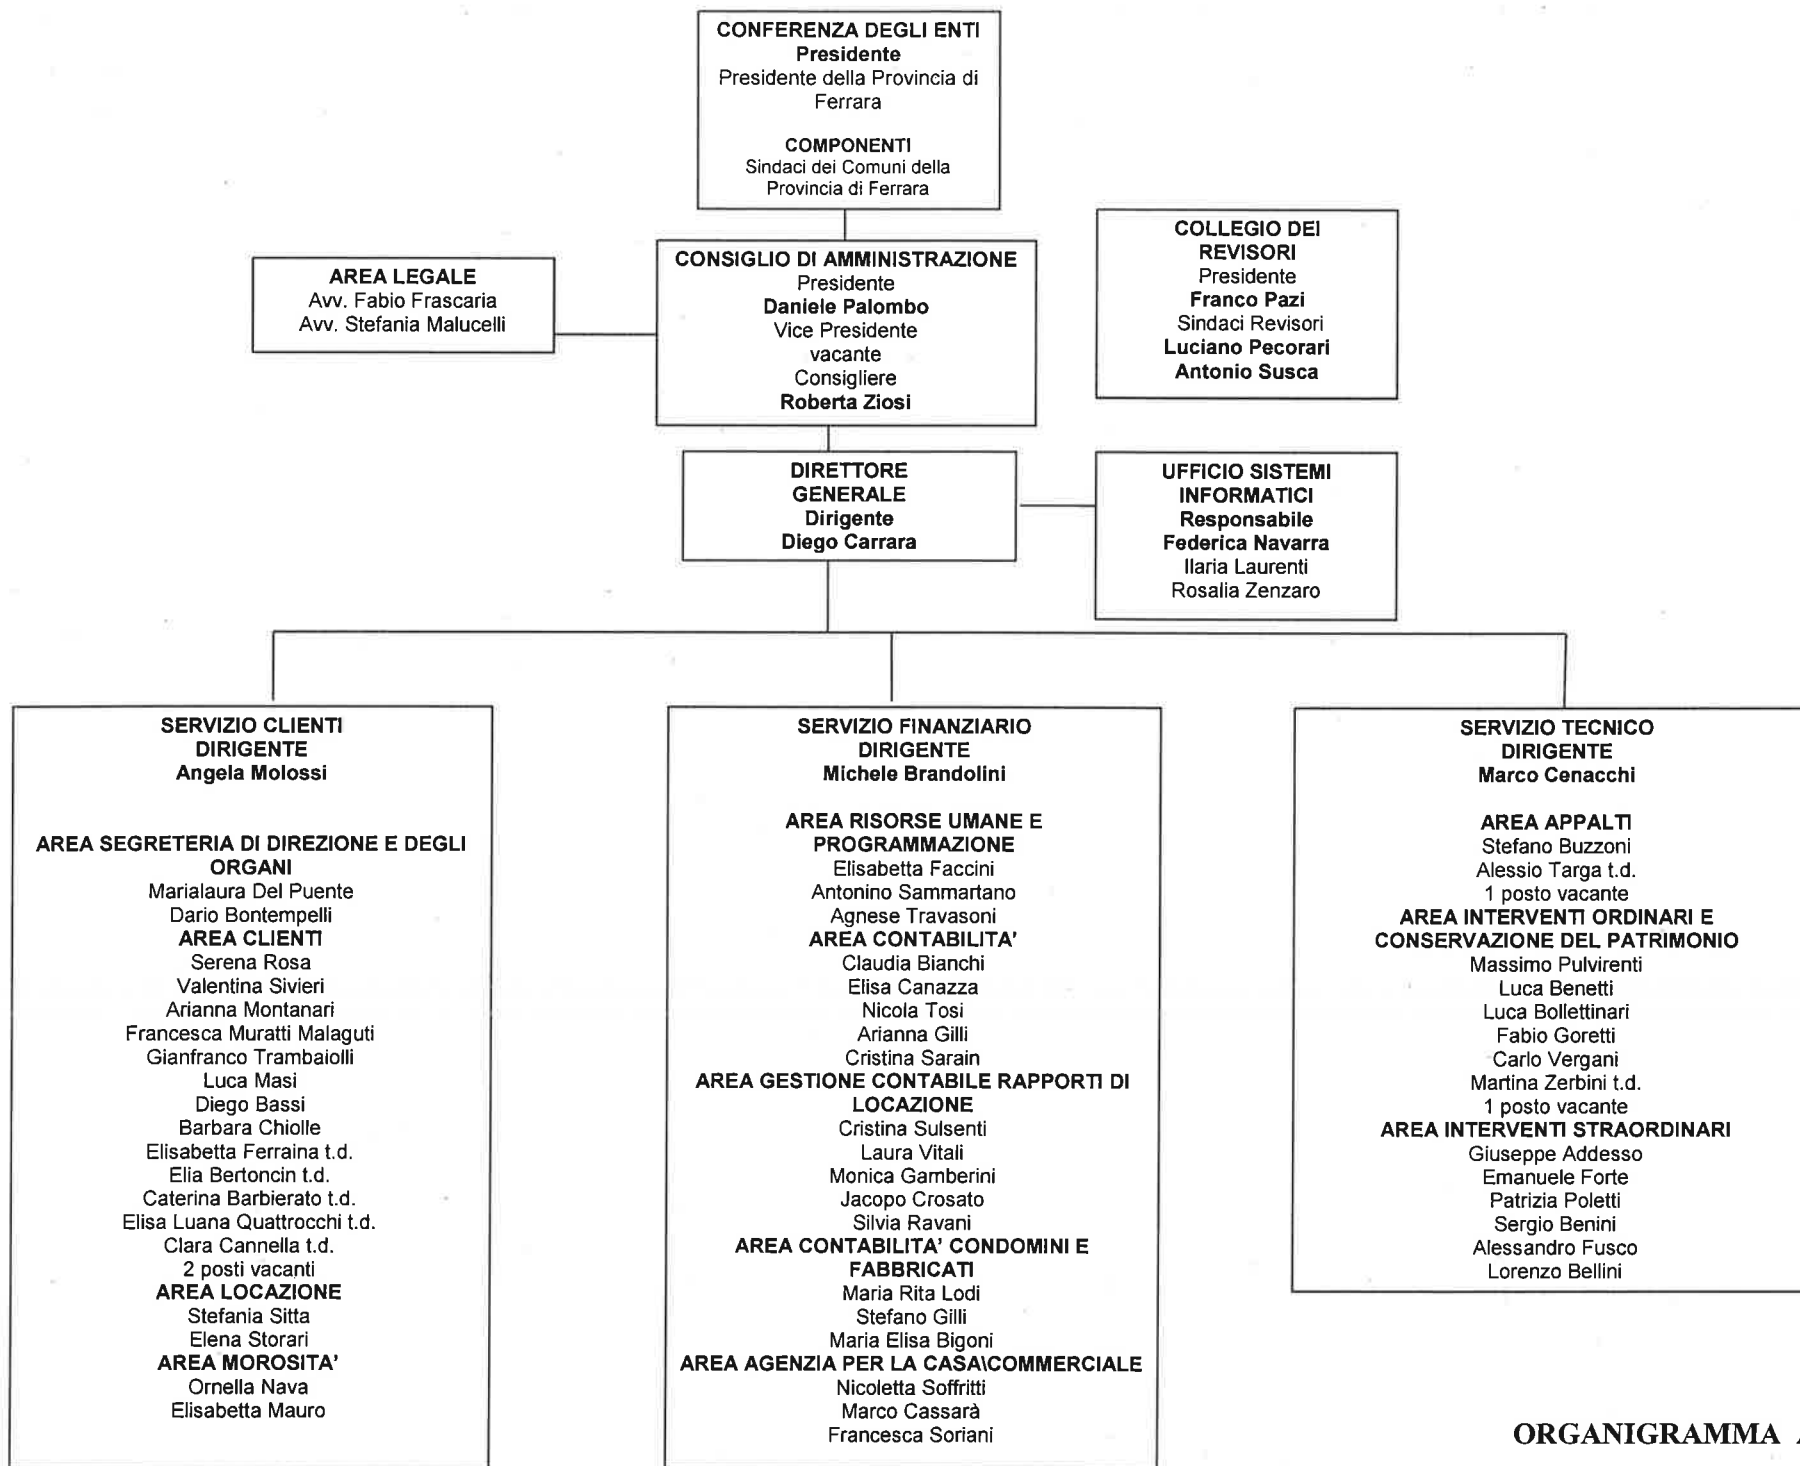 CONFERENZA DEGLI ENTI
Presidente
Presidente della Provincia di
Ferrara
COMPONENTI
Sindaci dei Comuni della
Provincia di Ferrara
AREA LEGALE
Avv. Fabio Frascaria
Avv. Stefania Malucelli
CONSIGLIO DI AMMINISTRAZIONE
Presidente
Daniele Palombo
Vice Presidente
vacante
Consigliere
Roberta Ziosi
COLLEGIO DEI
REVISORI
Presidente
Franco Pazi
Sindaci Revisori
Luciano Pecorari
Antonio Susca
DIRETTORE
GENERALE
Dirigente
Diego Carrara
UFFICIO SISTEMI
INFORMATICI
Responsabile
Federica Navarra
Ilaria Laurenti
Rosalia Zenzaro
SERVIZIO CLIENTI
DIRIGENTE
Angela Molossi
AREA SEGRETERIA DI DIREZIONE E DEGLI
ORGANI
Marialaura Del Puente
Dario Bontempelli
AREA CLIENTI
Serena Rosa
Valentina Sivieri
Arianna Montanari
Francesca Muratti Malaguti
Gianfranco Trambaiolli
Luca Masi
Diego Bassi
Barbara Chiolle
Elisabetta Ferraina t.d.
Elia Bertoncin t.d.
Caterina Barbierato t.d.
Elisa Luana Quattrocchi t.d.
Clara Cannella t.d.
2 posti vacanti
AREA LOCAZIONE
Stefania Sitta
Elena Storari
AREA MOROSITA'
Ornella Nava
Elisabetta Mauro
SERVIZIO FINANZIARIO
DIRIGENTE
Michele Brandolini
AREA RISORSE UMANE E
PROGRAMMAZIONE
Elisabetta Faccini
Antonino Sammartano
Agnese Travasoni
AREA CONTABILITA'
Claudia Bianchi
Elisa Canazza
Nicola Tosi
Arianna Gilli
Cristina Sarain
AREA GESTIONE CONTABILE RAPPORTI DI
LOCAZIONE
Cristina Sulsenti
Laura Vitali
Monica Gamberini
Jacopo Crosato
Silvia Ravani
AREA CONTABILITA' CONDOMINI E
FABBRICATI
Maria Rita Lodi
Stefano Gilli
Maria Elisa Bigoni
AREA AGENZIA PER LA CASA\COMMERCIALE
Nicoletta Soffritti
Marco Cassarà
Francesca Soriani
SERVIZIO TECNICO
DIRIGENTE
Marco Cenacchi
AREA APPALTI
Stefano Buzzoni
Alessio Targa t.d.
1 posto vacante
AREA INTERVENTI ORDINARI E
CONSERVAZIONE DEL PATRIMONIO
Massimo Pulvirenti
Luca Benetti
Luca Bollettinari
Fabio Goretti
Carlo Vergani
Martina Zerbini t.d.
1 posto vacante
AREA INTERVENTI STRAORDINARI
Giuseppe Addesso
Emanuele Forte
Patrizia Poletti
Sergio Benini
Alessandro Fusco
Lorenzo Bellini
ORGANIGRAMMA